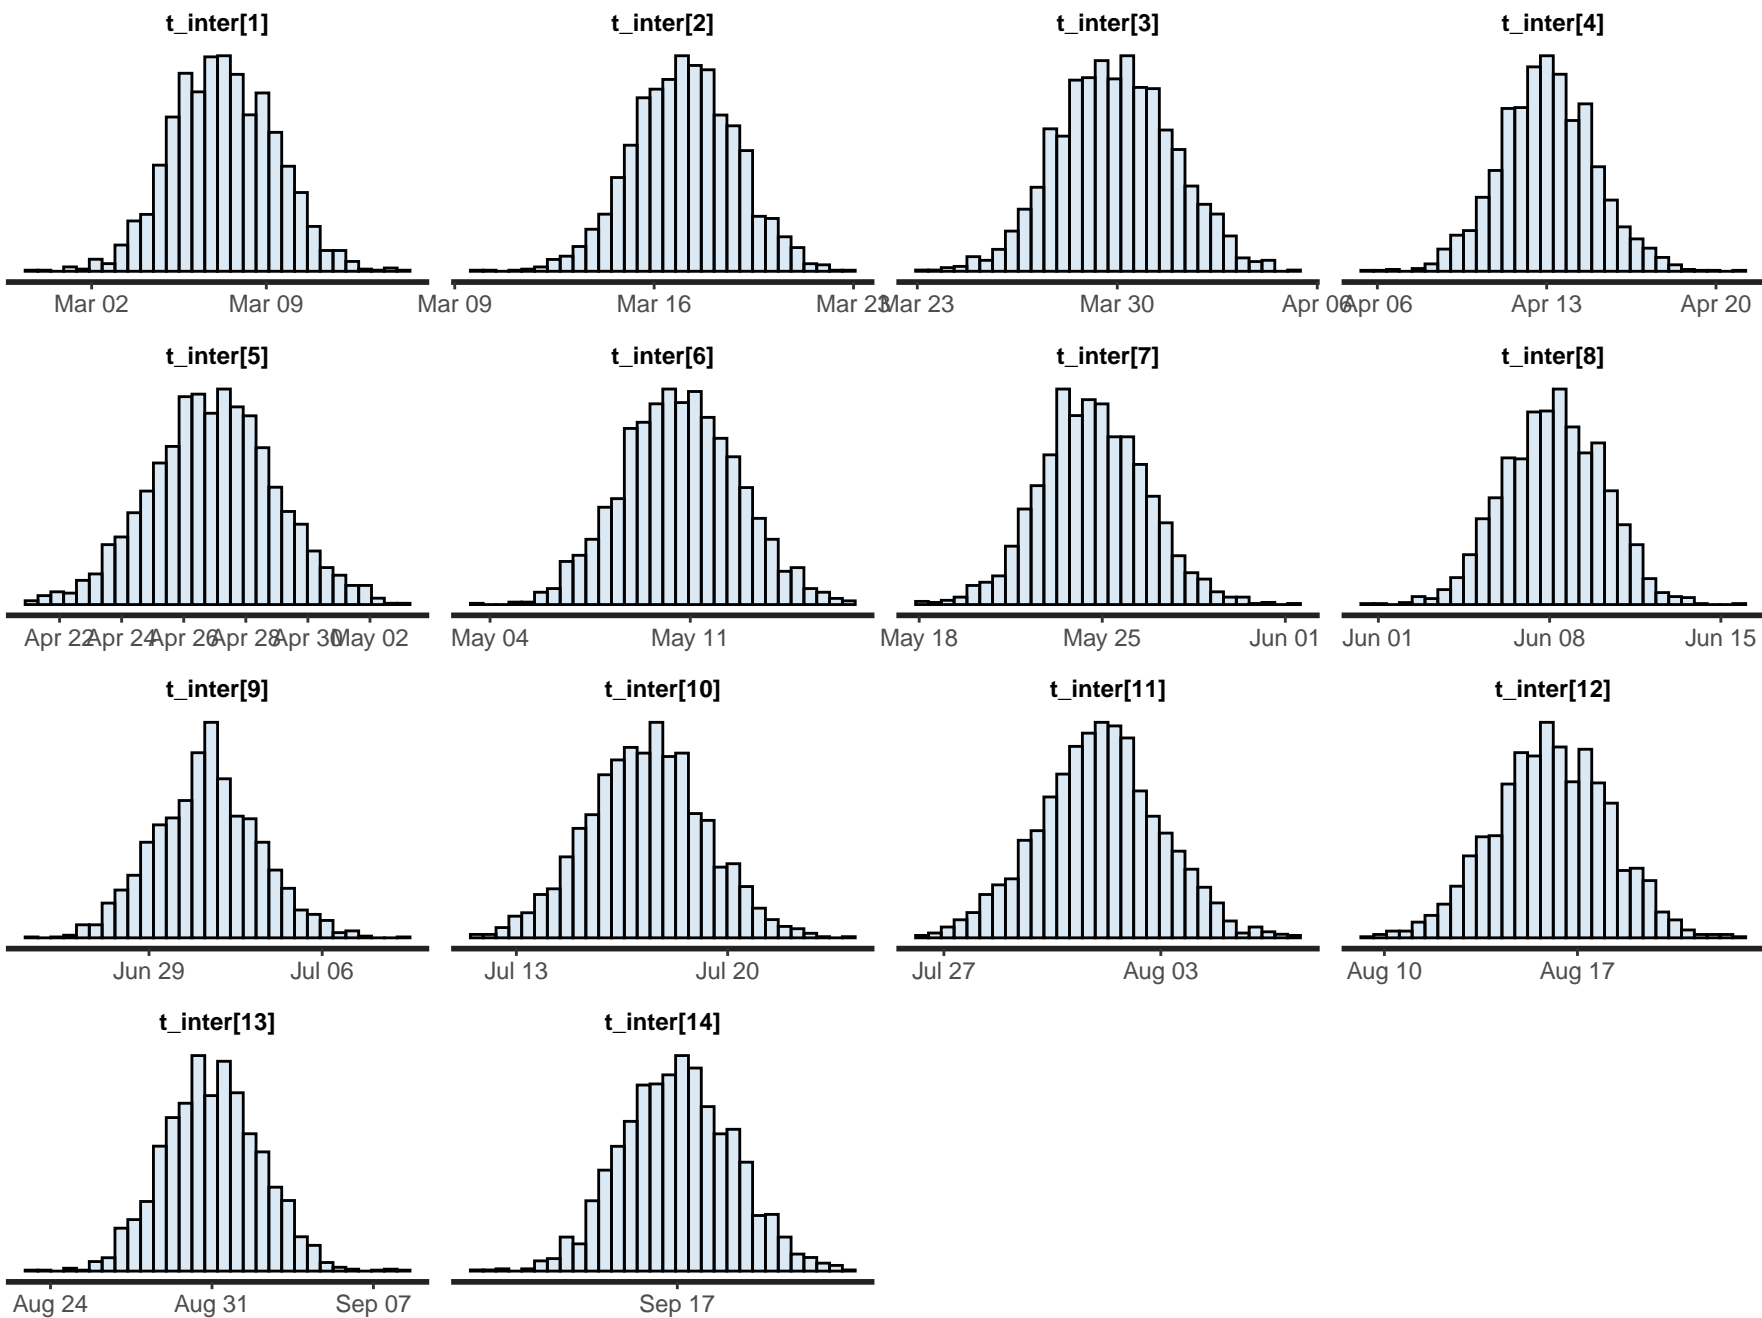 t_inter[1] t_inter[2] t_inter[3] t_inter[4]
Mar 02 Mar 09 Mar 09 Mar 16 Mar 23 Mar 23 Mar 30 Apr 06 Apr 06 Apr 13 Apr 20
t_inter[5] t_inter[6] t_inter[7] t_inter[8]
Apr 22 Apr 24 Apr 26 Apr 28 Apr 30 May 02 May 04 May 11 May 18 May 25 Jun 01 Jun 01 Jun 08 Jun 15
t_inter[9] t_inter[10] t_inter[11] t_inter[12]
Jun 29 Jul 06 Jul 13 Jul 20 Jul 27 Aug 03 Aug 10 Aug 17
t_inter[13] t_inter[14]
Aug 24 Aug 31 Sep 07 Sep 17